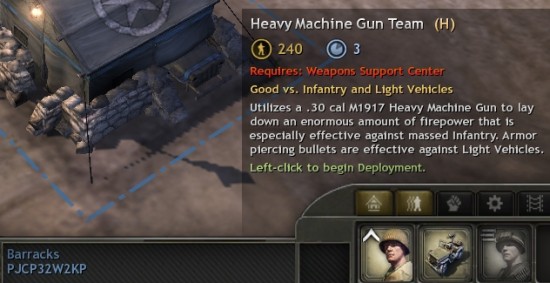 Heavy Machine Gun Team (H)
240 3
Requires: Weapons Support Center
Good vs. Infantry and Light Vehicles
Utilizes a .30 cal M1917 Heavy Machine Gun to lay
down an enormous amount of firepower that is
especially effective against massed Infantry. Armor
piercing bullets are effective against Light Vehicles.
Left-click to begin Deployment.
Barracks
PJCP32W2KP